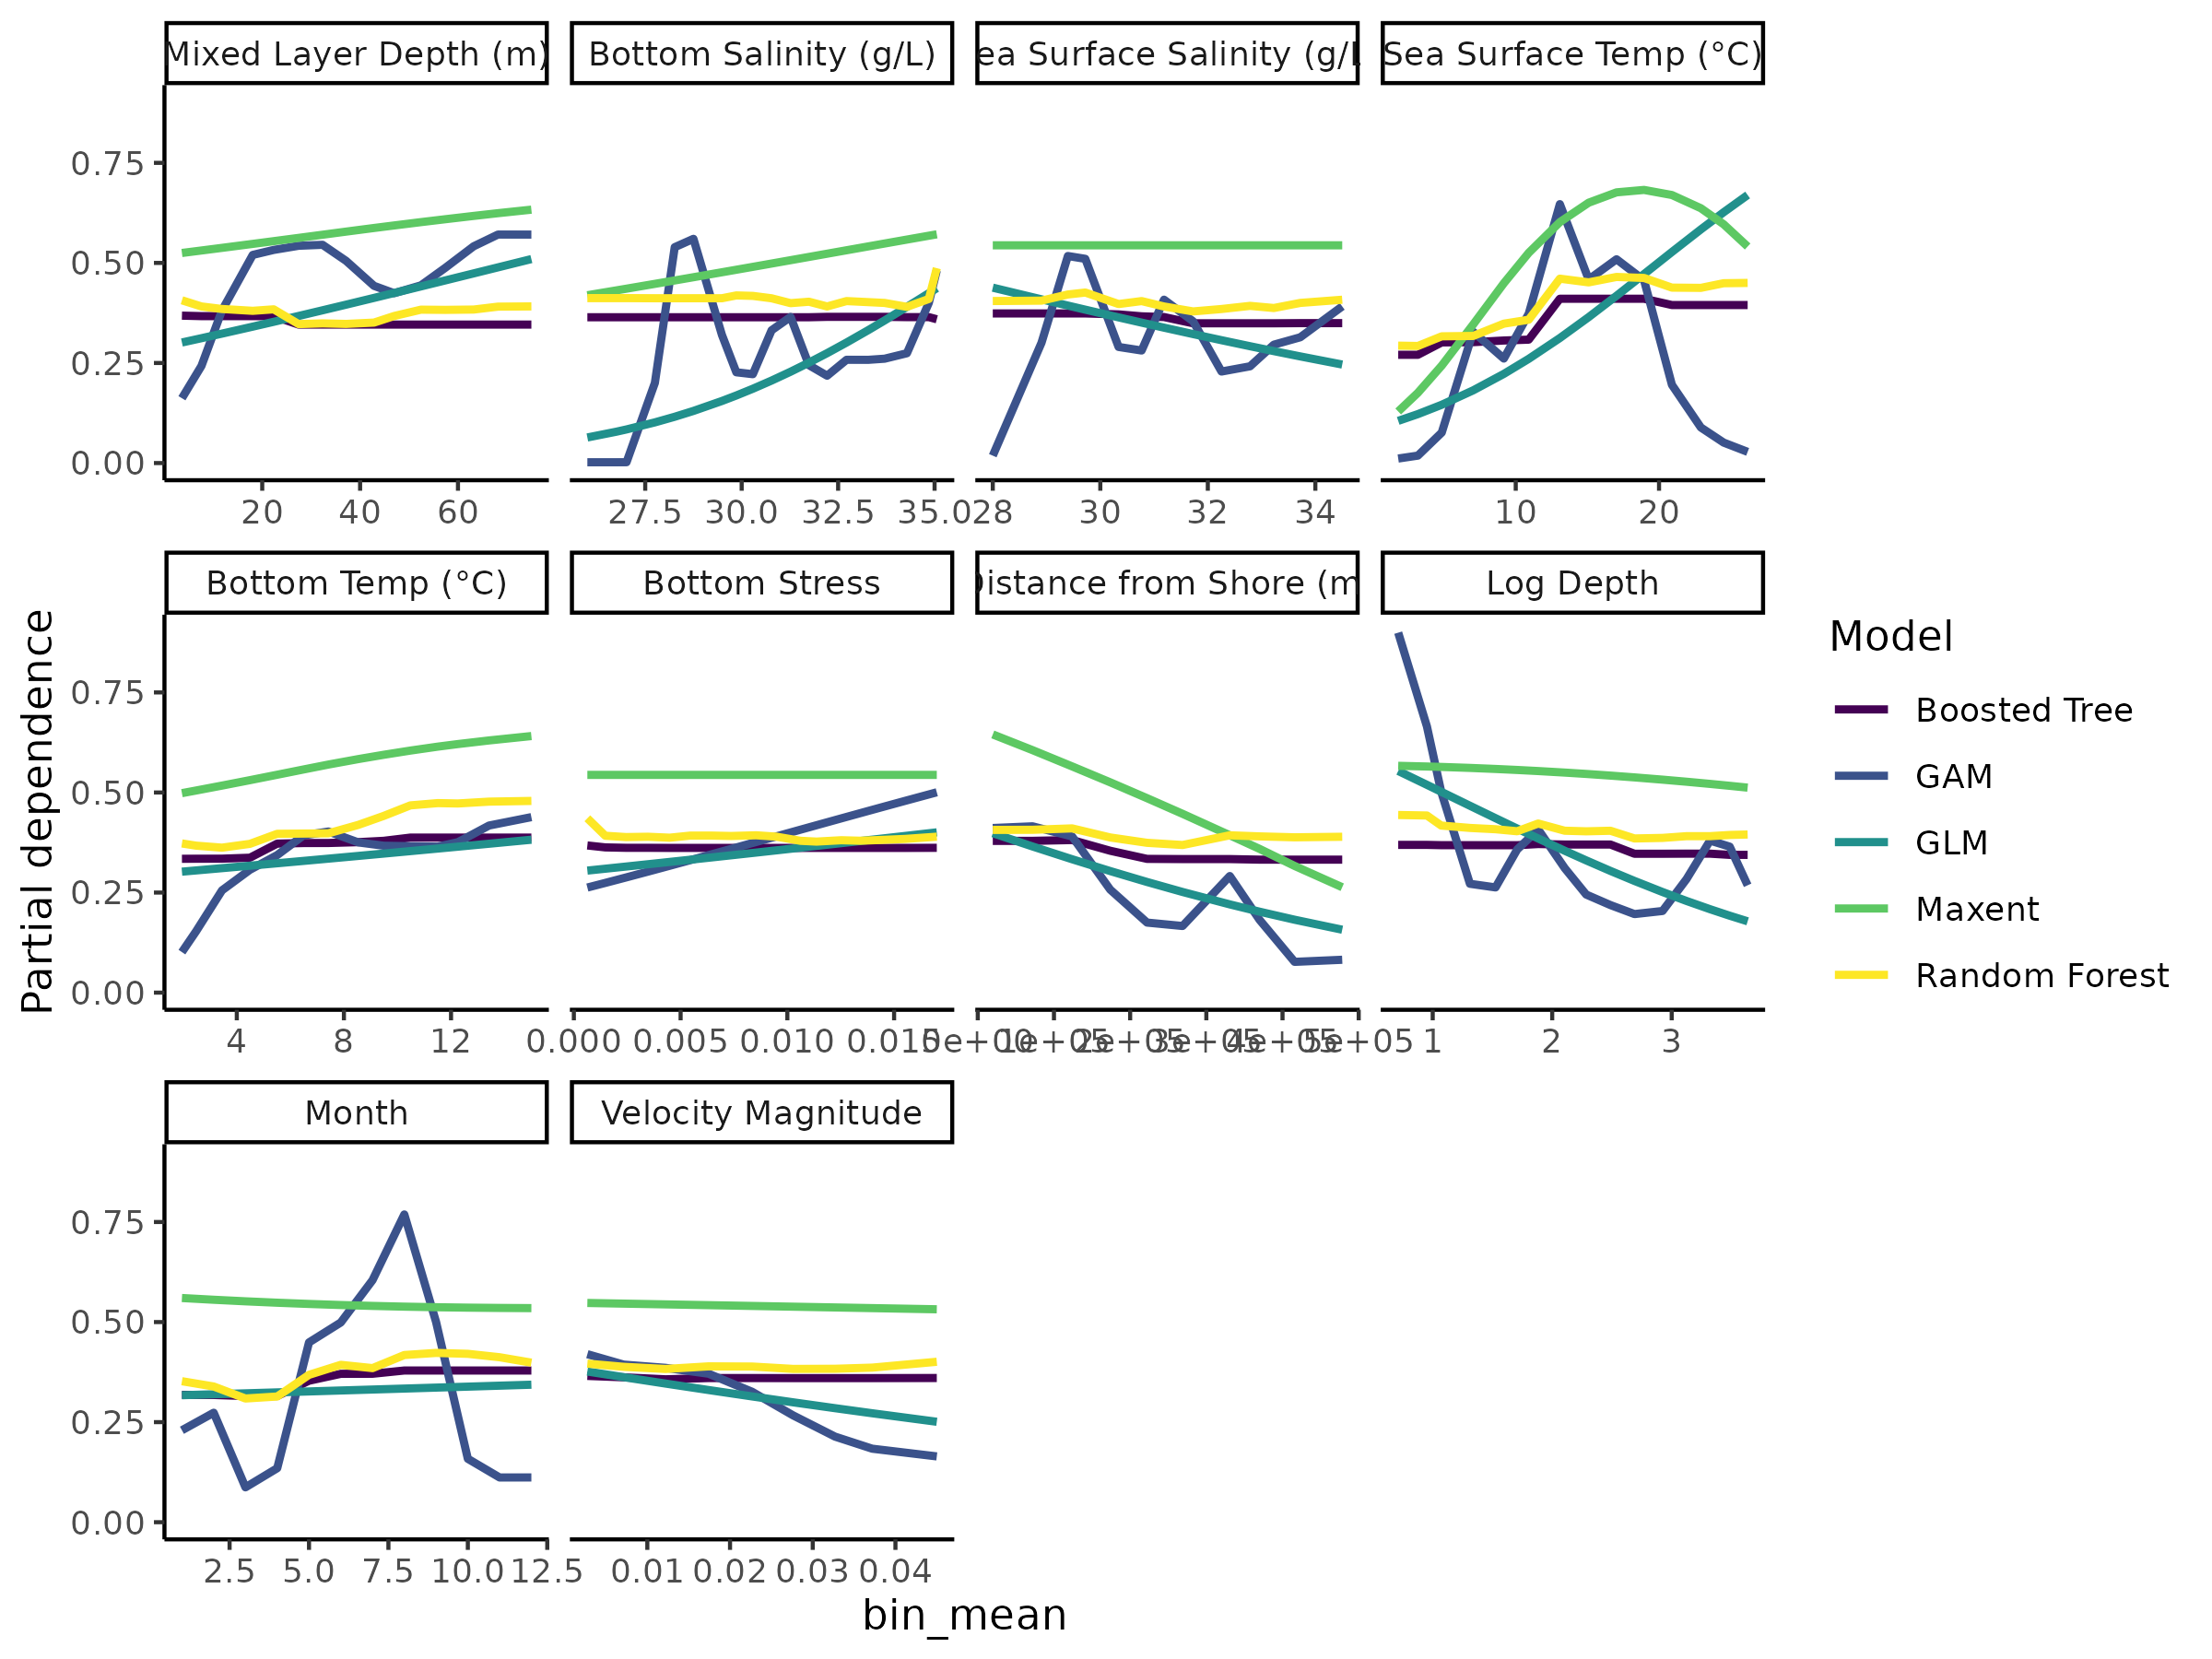 Mixed Layer Depth (m)
Bottom Salinity (g/L)
ea Surface Salinity (g/L
Sea Surface Temp (°C)
0.75
0.50
0.25
0.00
20 40 60
27.5 30.0 32.5 35.0
28 30 32 34
10 20
Bottom Temp (°C)
Bottom Stress
Distance from Shore (m
Log Depth
0.75
0.50
0.25
0.00
4 8 12
0.000 0.005 0.010 0.015
0e+00 1e+05 2e+05 3e+05 4e+05 5e+05
1 2 3
Month
Velocity Magnitude
0.75
0.50
0.25
0.00
2.5 5.0 7.5 10.0 12.5
0.01 0.02 0.03 0.04
bin_mean
Partial dependence
Model
Boosted Tree
GAM
GLM
Maxent
Random Forest